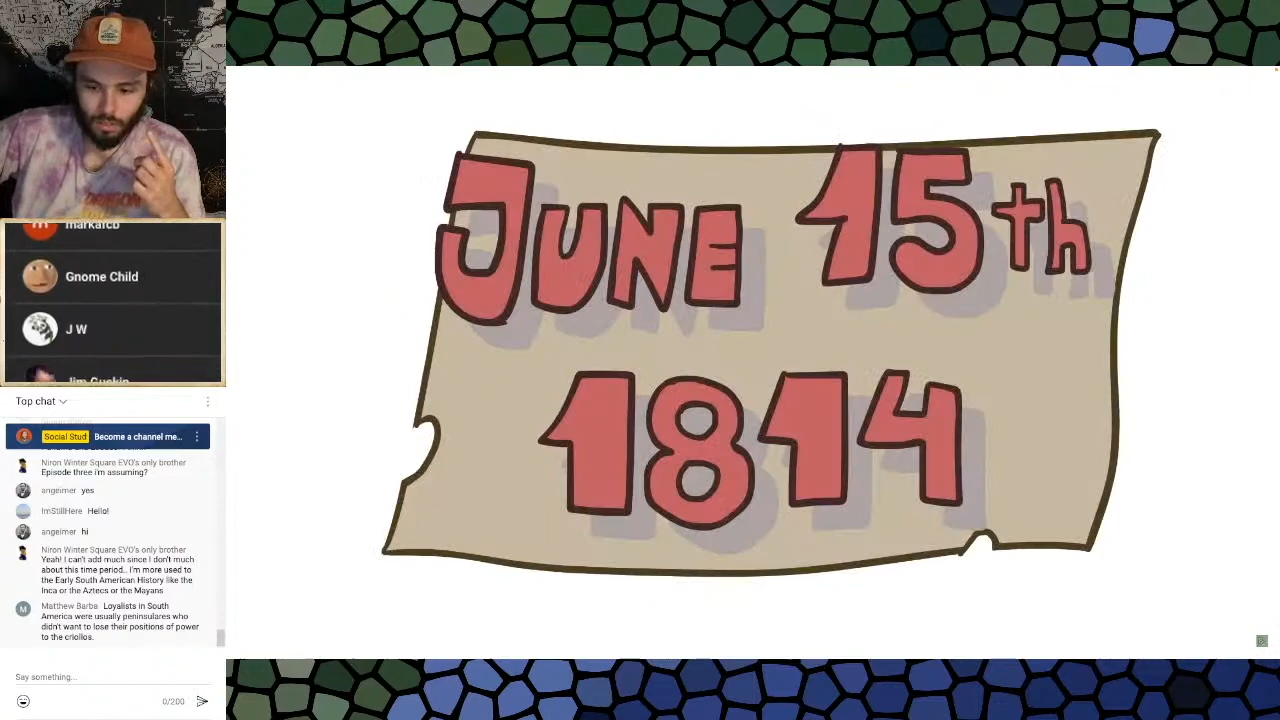 USA
markafcb
Gnome Child
J W
Jim Guckin
Top chat
Social Stud Become a channel me...
Niron Winter Square EVO's only brother
Episode three i'm assuming?
angeimer yes
ImStillHere Hello!
angeimer hi
Niron Winter Square EVO's only brother
Yeah! I can't add much since I don't much
about this time period.. I'm more used to
the Early South American History like the
Inca or the Aztecs or the Mayans
M Matthew Barba Loyalists in South
America were usually peninsulares who
didn't want to lose their positions of power
to the criollos.
Say something...
0/200
JUNE 15th
1814